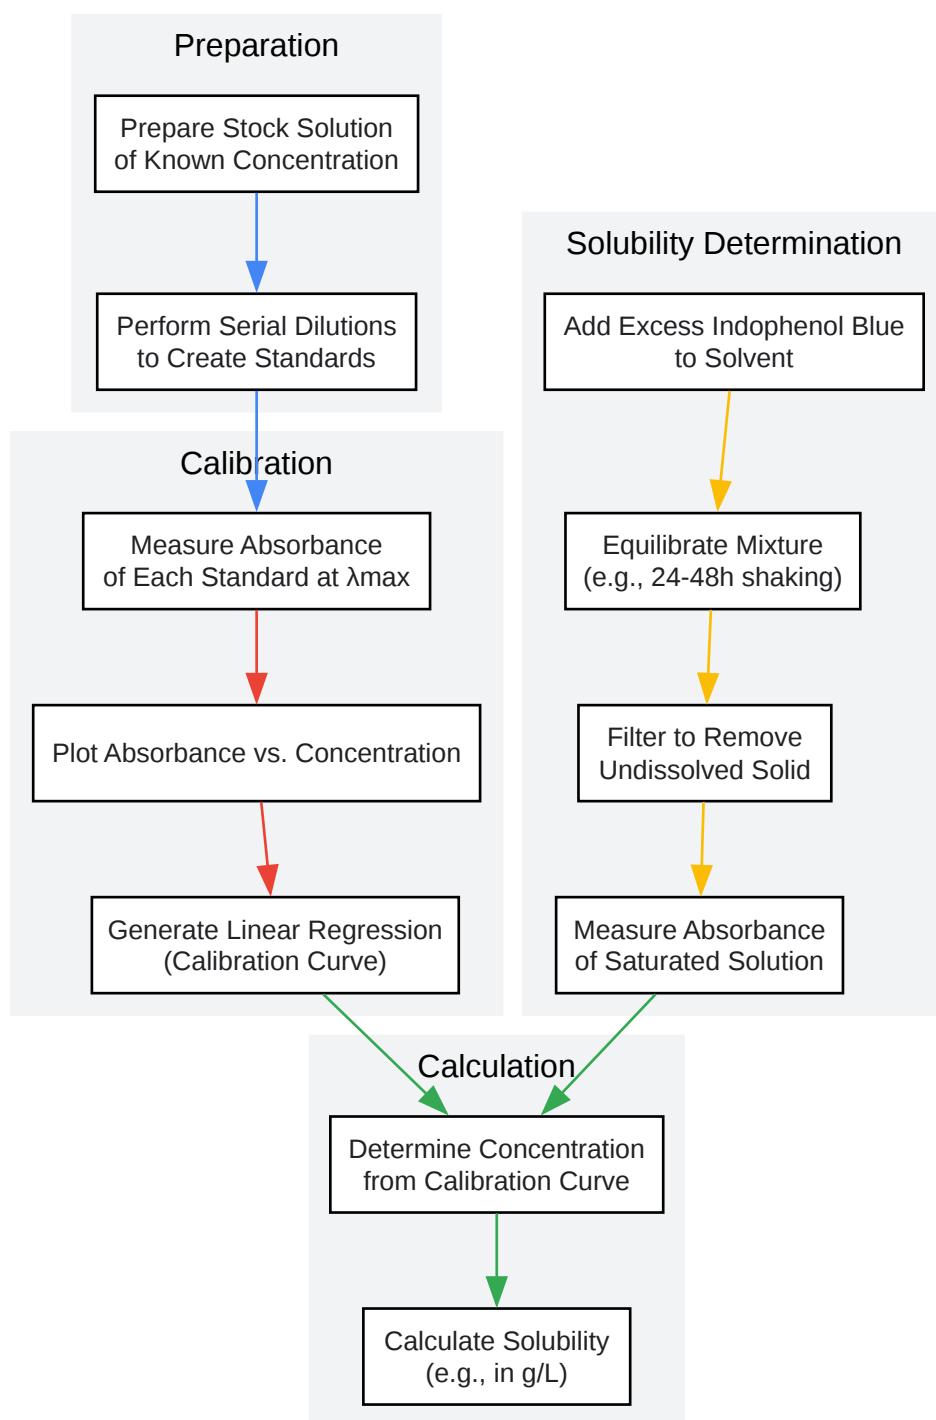 Preparation
Prepare Stock Solution
of Known Concentration
Perform Serial Dilutions
to Create Standards
Calibration
Measure Absorbance
of Each Standard at λmax
Plot Absorbance vs. Concentration
Generate Linear Regression
(Calibration Curve)
Solubility Determination
Add Excess Indophenol Blue
to Solvent
Equilibrate Mixture
(e.g., 24-48h shaking)
Filter to Remove
Undissolved Solid
Measure Absorbance
of Saturated Solution
Calculation
Determine Concentration
from Calibration Curve
Calculate Solubility
(e.g., in g/L)